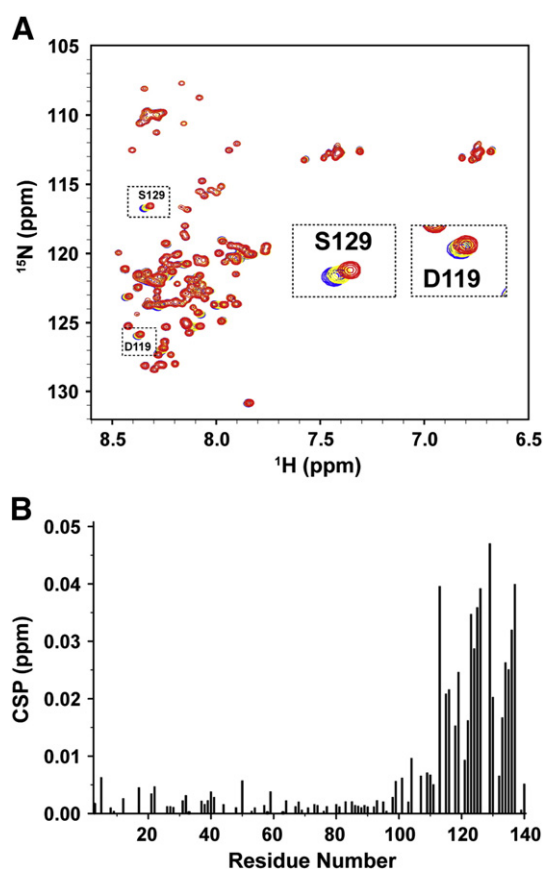 A
105
110
115
120
125
130
¹⁵N (ppm)
S129
D119
S129
D119
8.5 8.0 7.5 7.0 6.5
¹H (ppm)
B
0.05
0.04
0.03
0.02
0.01
0.00
CSP (ppm)
20 40 60 80 100 120 140
Residue Number